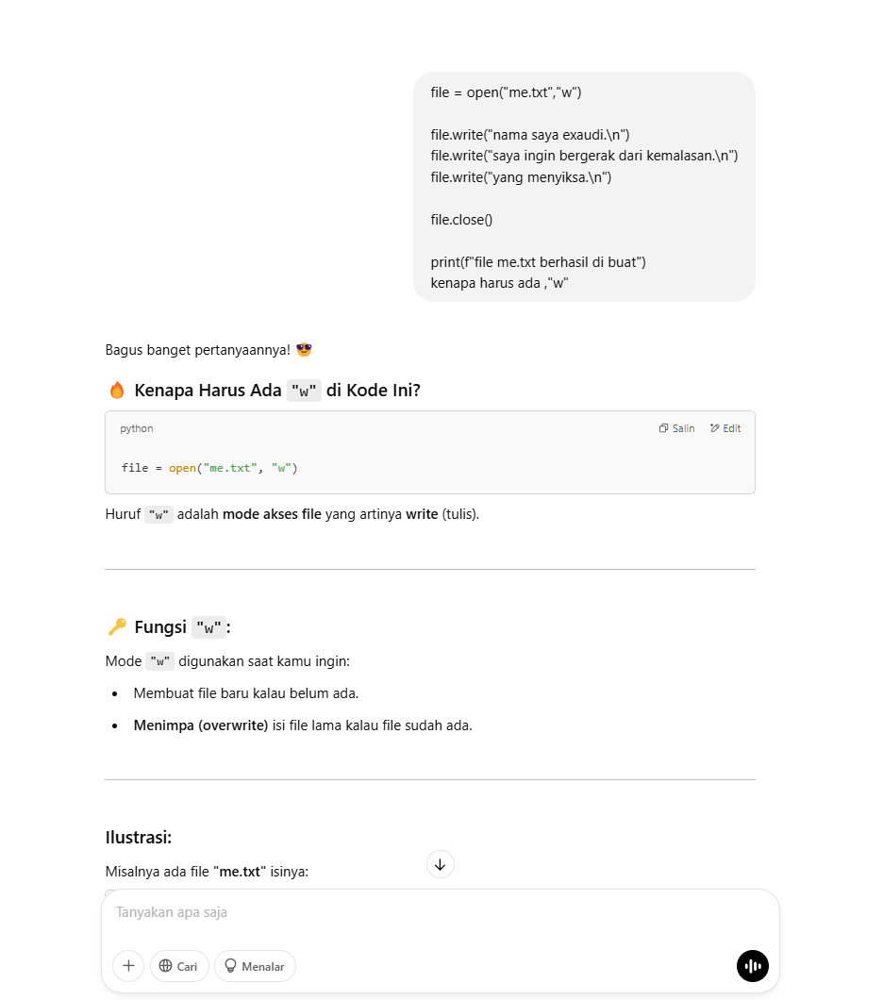 file = open("me.txt","w")
file.write("nama saya exaudi.\n")
file.write("saya ingin bergerak dari kemalasan.\n")
file.write("yang menyiksa.\n")
file.close()
print(f"file me.txt berhasil di buat")
kenapa harus ada ,"w"
Bagus banget pertanyaannya! 😎
🔥 Kenapa Harus Ada "w" di Kode Ini?
python
Salin
Edit
file = open("me.txt", "w")
Huruf "w" adalah mode akses file yang artinya write (tulis).
🔑 Fungsi "w":
Mode "w" digunakan saat kamu ingin:
• Membuat file baru kalau belum ada.
• Menimpa (overwrite) isi file lama kalau file sudah ada.
Ilustrasi:
Misalnya ada file "me.txt" isinya:
Tanyakan apa saja
Cari
Menalar